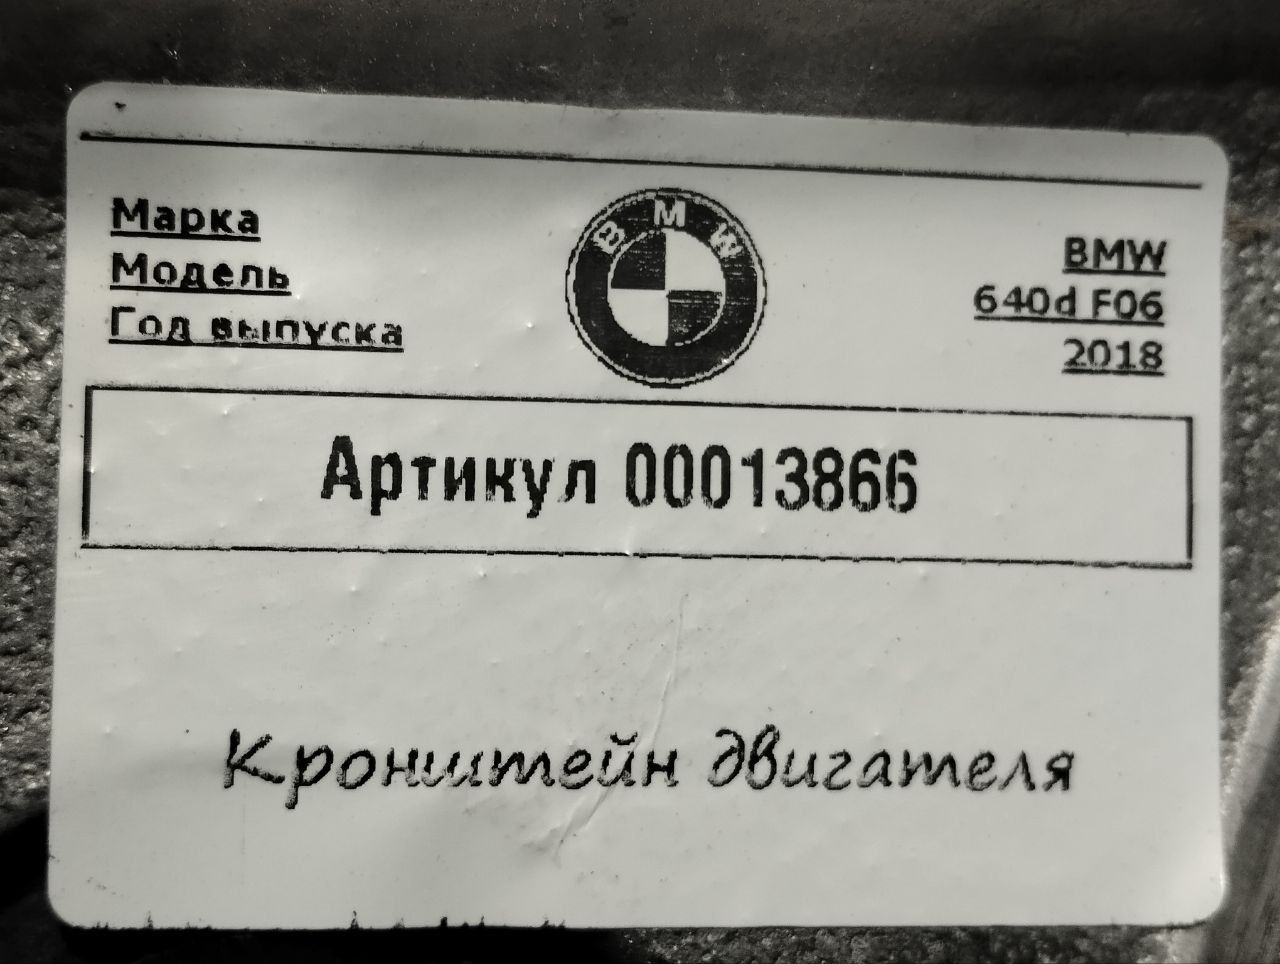 Марка
Модель
Год выпуска
BMW
BMW
640d F06
2018
Артикул 00013866
Кронштейн двигателя